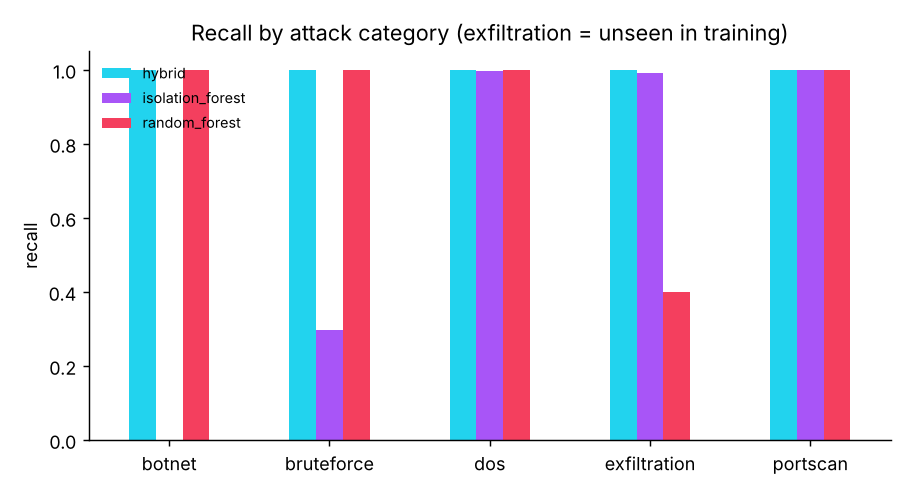 Recall by attack category (exfiltration = unseen in training)
hybrid
isolation_forest
random_forest
recall
1.0
0.8
0.6
0.4
0.2
0.0
botnet
bruteforce
dos
exfiltration
portscan